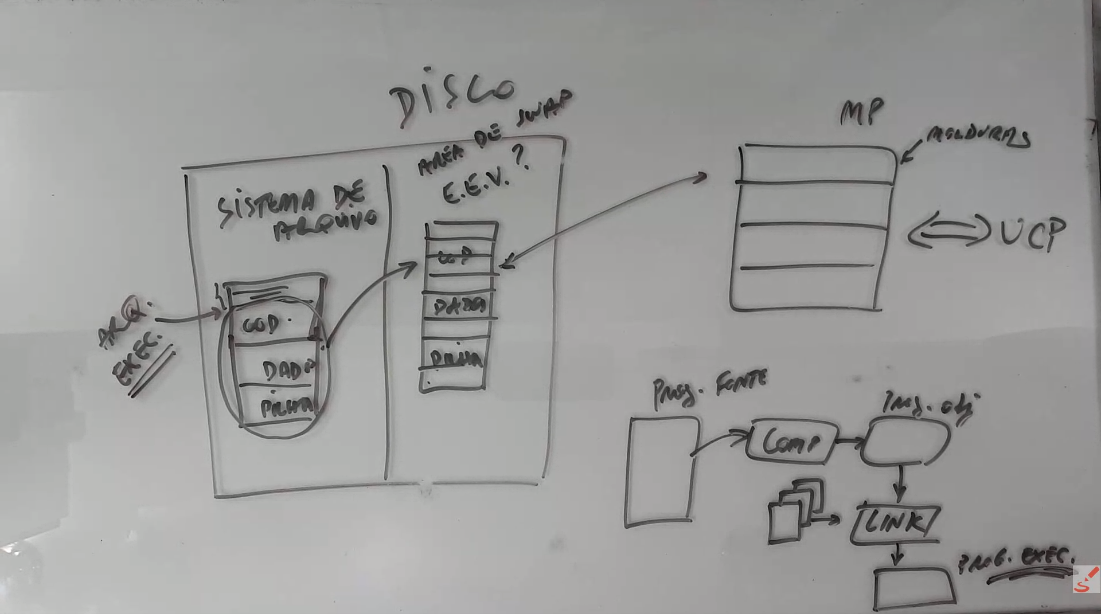 DISCO
ÁREA DE SWAP
E.E.V.?
SISTEMA DE
ARQUIVO
ARQ.
EXEC.
COD.
DADO
PILHA
COD
DADO
PILHA
MP
MOLDURAS
UCP
PROG. FONTE
COMP
PROG. obj
LINK
PROG. EXEC.